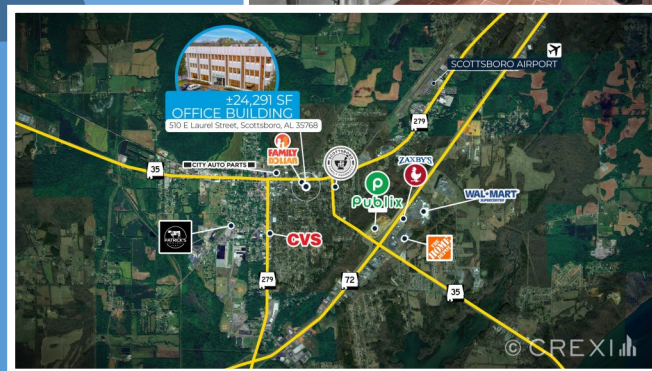 SCOTTSBORO AIRPORT
±24,291 SF
OFFICE BUILDING
510 E Laurel Street, Scottsboro, AL 35768
279
FAMILY
DOLLAR
SCOTTSBORO
CITY AUTO PARTS
35
ZAXBY'S
Publix
WAL★MART
SUPERCENTER
PATRICK'S
CVS
THE
HOME
DEPOT
279
72
35
© CREXI